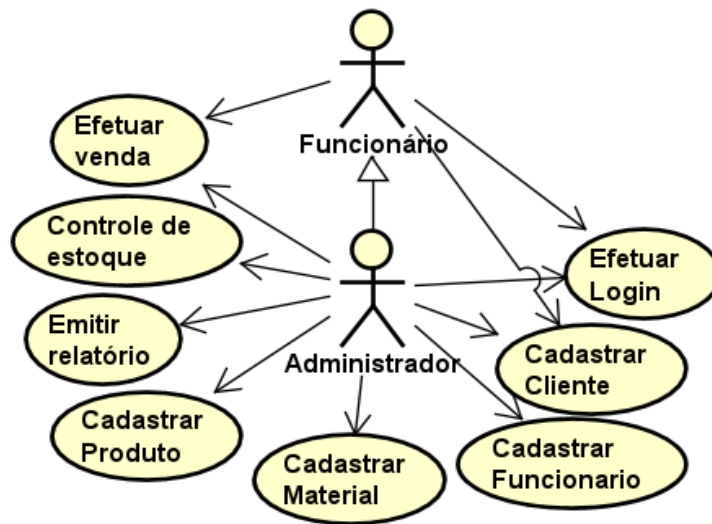 Efetuar
venda
Funcionário
Controle de
estoque
Efetuar
Login
Emitir
relatório
Administrador
Cadastrar
Cliente
Cadastrar
Produto
Cadastrar
Material
Cadastrar
Funcionario